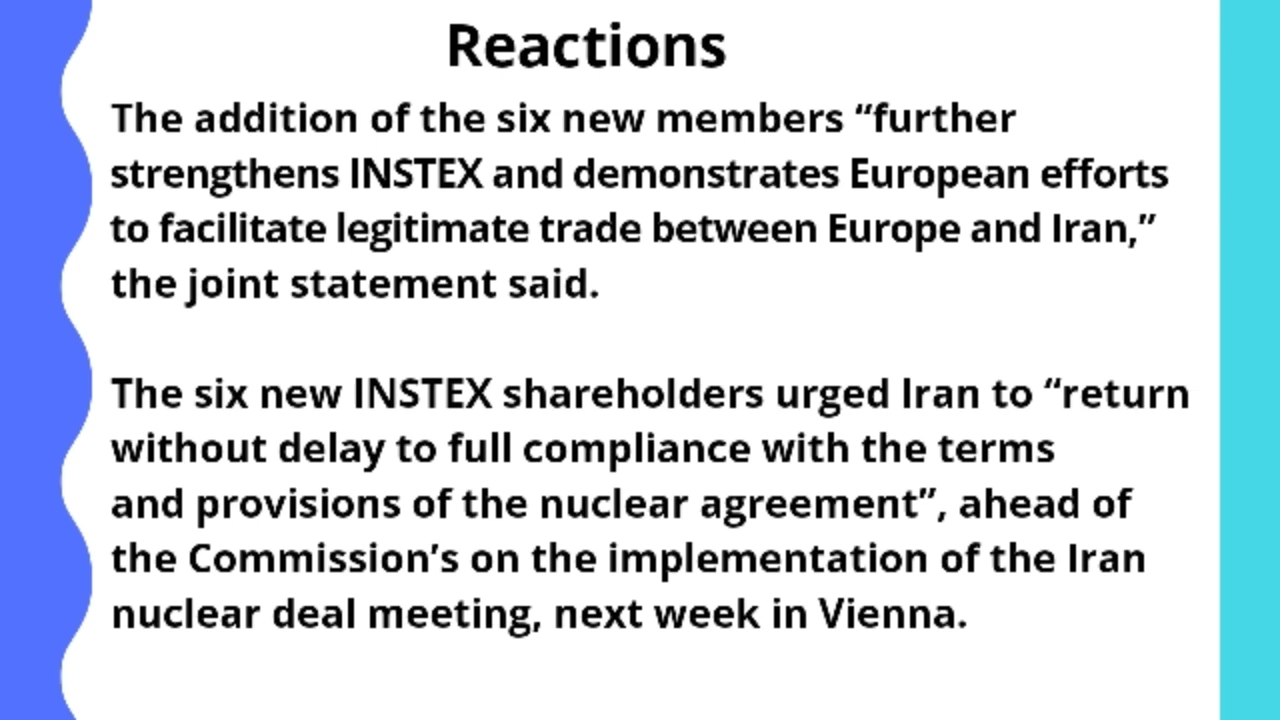 Reactions
The addition of the six new members “further
strengthens INSTEX and demonstrates European efforts
to facilitate legitimate trade between Europe and Iran,”
the joint statement said.
The six new INSTEX shareholders urged Iran to “return
without delay to full compliance with the terms
and provisions of the nuclear agreement”, ahead of
the Commission’s on the implementation of the Iran
nuclear deal meeting, next week in Vienna.